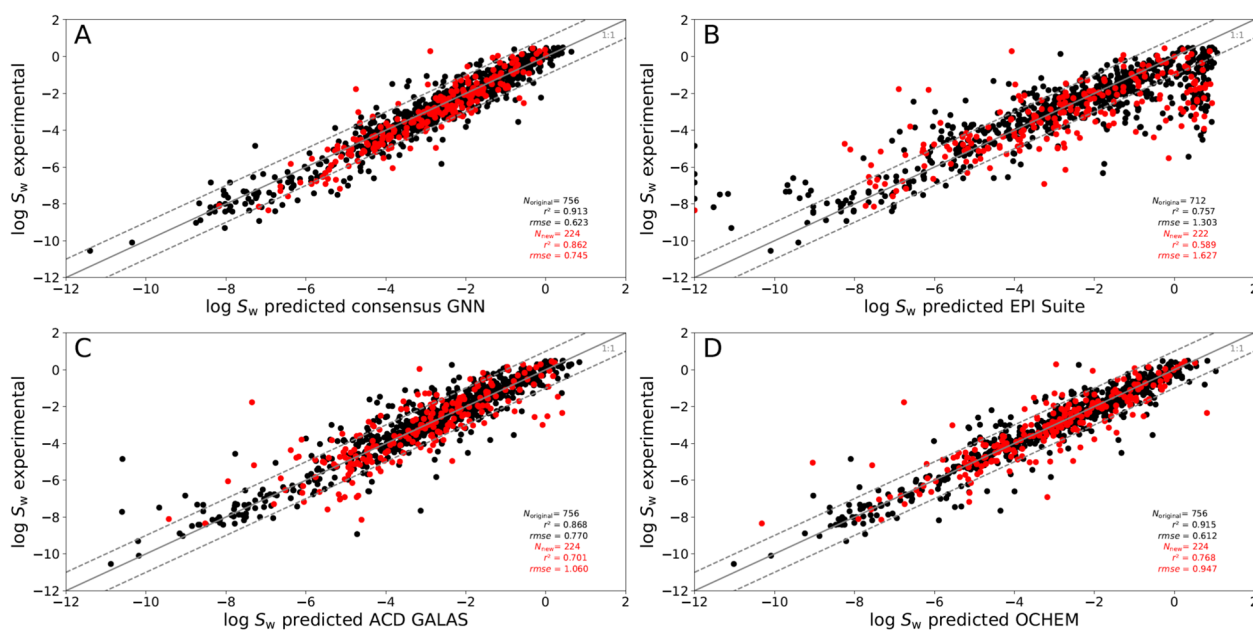 A
2
0
−2
−4
−6
−8
−10
−12
log Sw experimental
1:1
Noriginal= 756
r² = 0.913
rmse = 0.623
Nnew= 224
r² = 0.862
rmse = 0.745
−12 −10 −8 −6 −4 −2 0 2
log Sw predicted consensus GNN
B
2
0
−2
−4
−6
−8
−10
−12
log Sw experimental
1:1
Norigina= 712
r² = 0.757
rmse = 1.303
Nnew= 222
r² = 0.589
rmse = 1.627
−12 −10 −8 −6 −4 −2 0 2
log Sw predicted EPI Suite
C
2
0
−2
−4
−6
−8
−10
−12
log Sw experimental
1:1
Noriginal= 756
r² = 0.868
rmse = 0.770
Nnew= 224
r² = 0.701
rmse = 1.060
−12 −10 −8 −6 −4 −2 0 2
log Sw predicted ACD GALAS
D
2
0
−2
−4
−6
−8
−10
−12
log Sw experimental
1:1
Noriginal= 756
r² = 0.915
rmse = 0.612
Nnew= 224
r² = 0.768
rmse = 0.947
−12 −10 −8 −6 −4 −2 0 2
log Sw predicted OCHEM